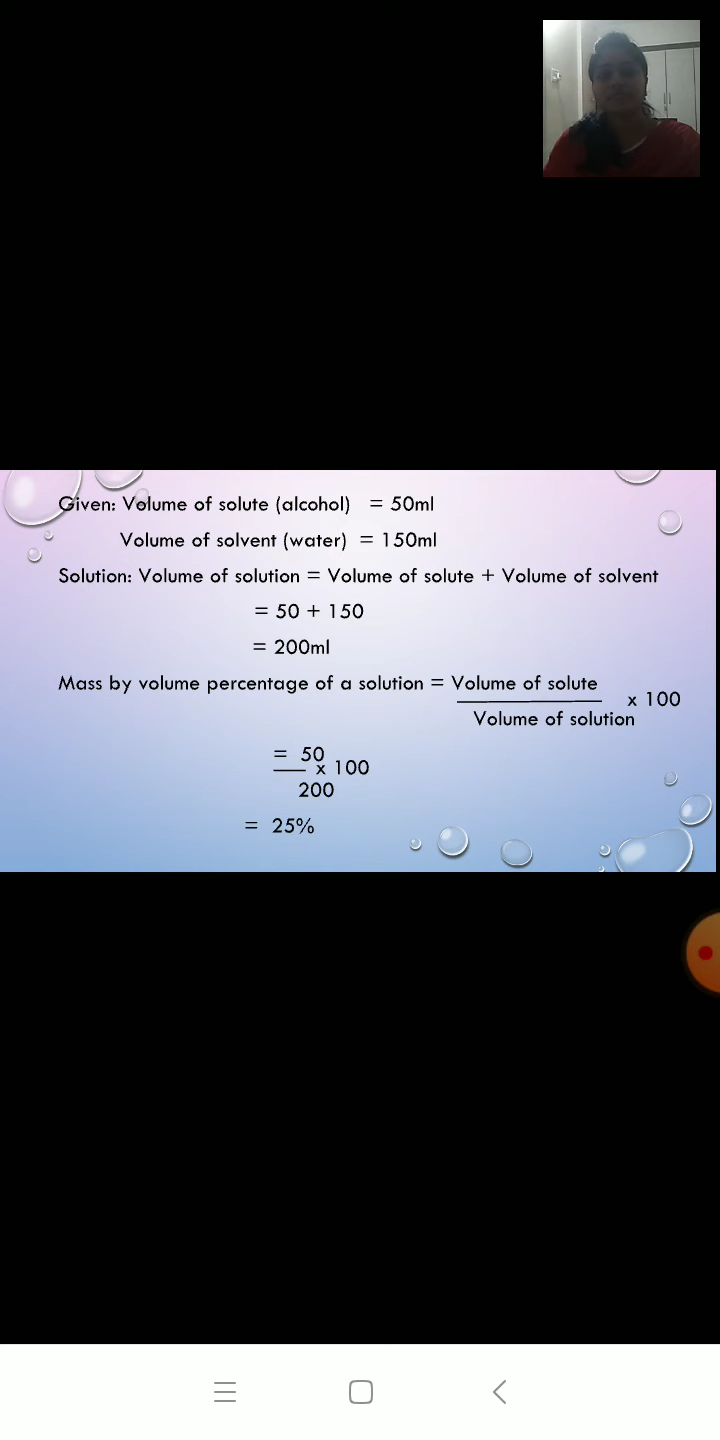 Given: Volume of solute (alcohol) = 50ml
Volume of solvent (water) = 150ml
Solution: Volume of solution = Volume of solute + Volume of solvent
= 50 + 150
= 200ml
Mass by volume percentage of a solution = Volume of solute
x 100
Volume of solution
= 50
x 100
200
= 25%